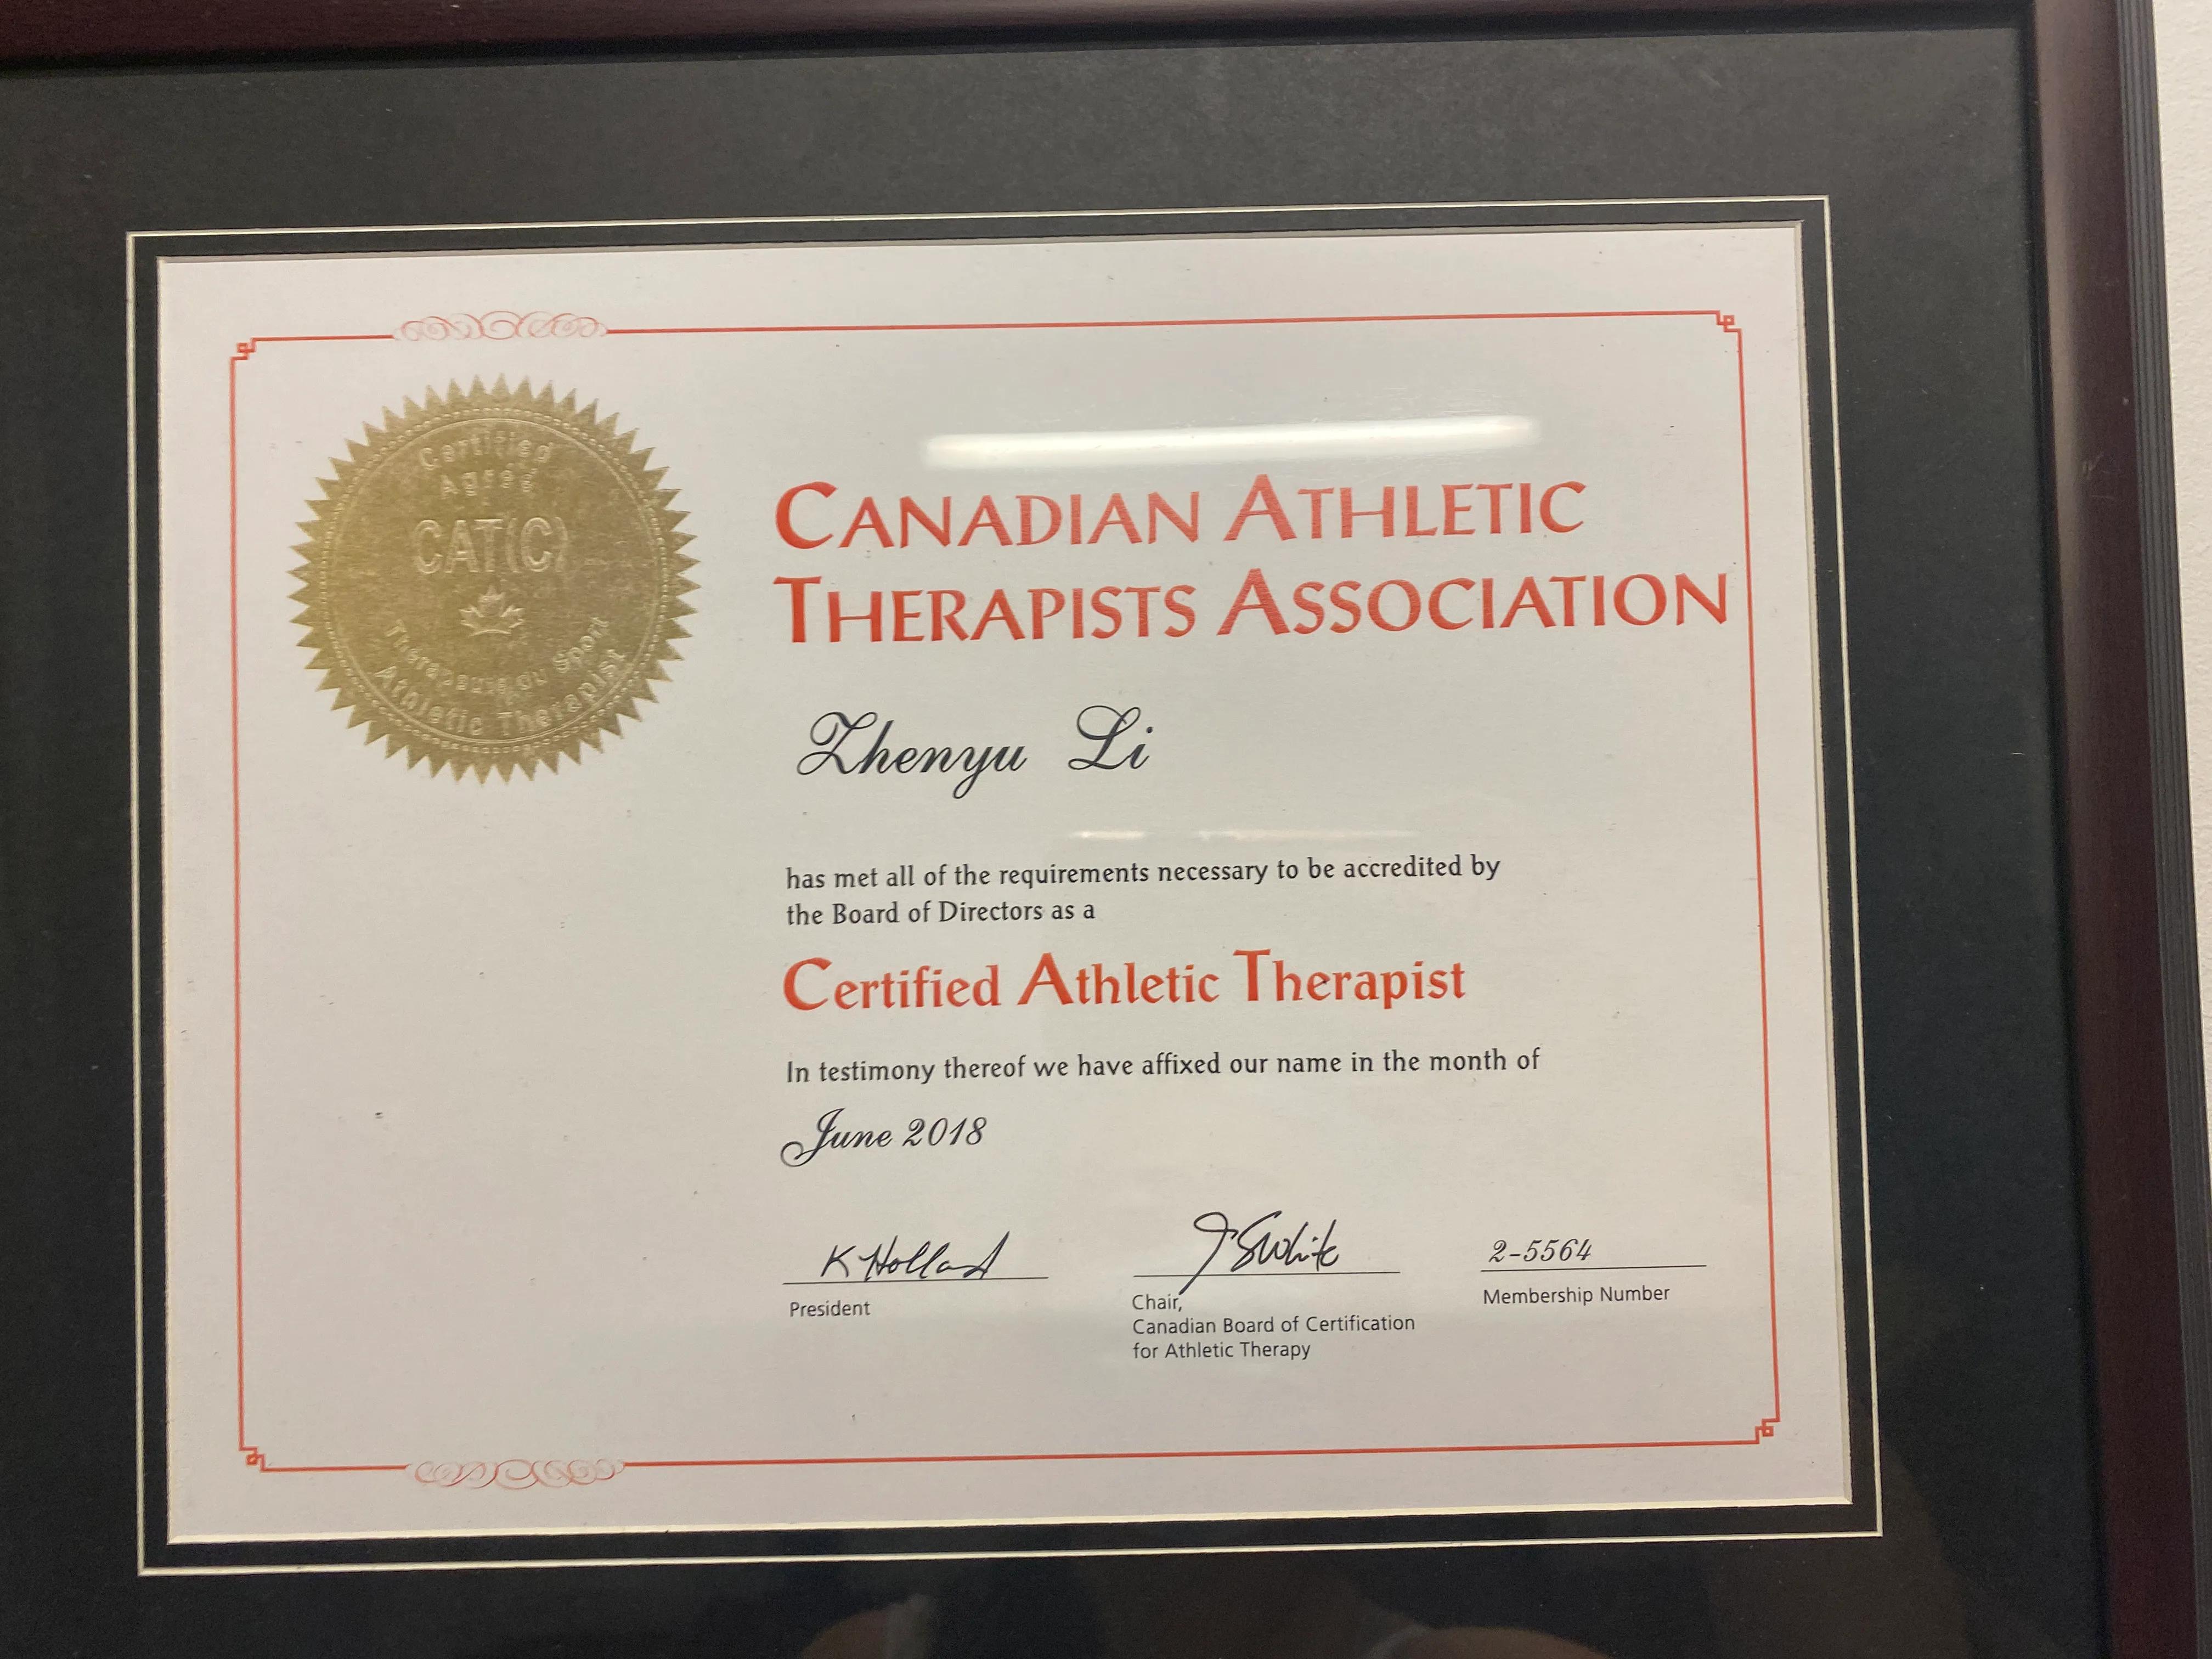 Certified
Agréé
CAT(C)
Thérapeute du Sport
Athletic Therapist
CANADIAN ATHLETIC
THERAPISTS ASSOCIATION
Zhenyu Li
has met all of the requirements necessary to be accredited by
the Board of Directors as a
Certified Athletic Therapist
In testimony thereof we have affixed our name in the month of
June 2018
K Holland
President
J SWhite
Chair,
Canadian Board of Certification
for Athletic Therapy
2-5564
Membership Number